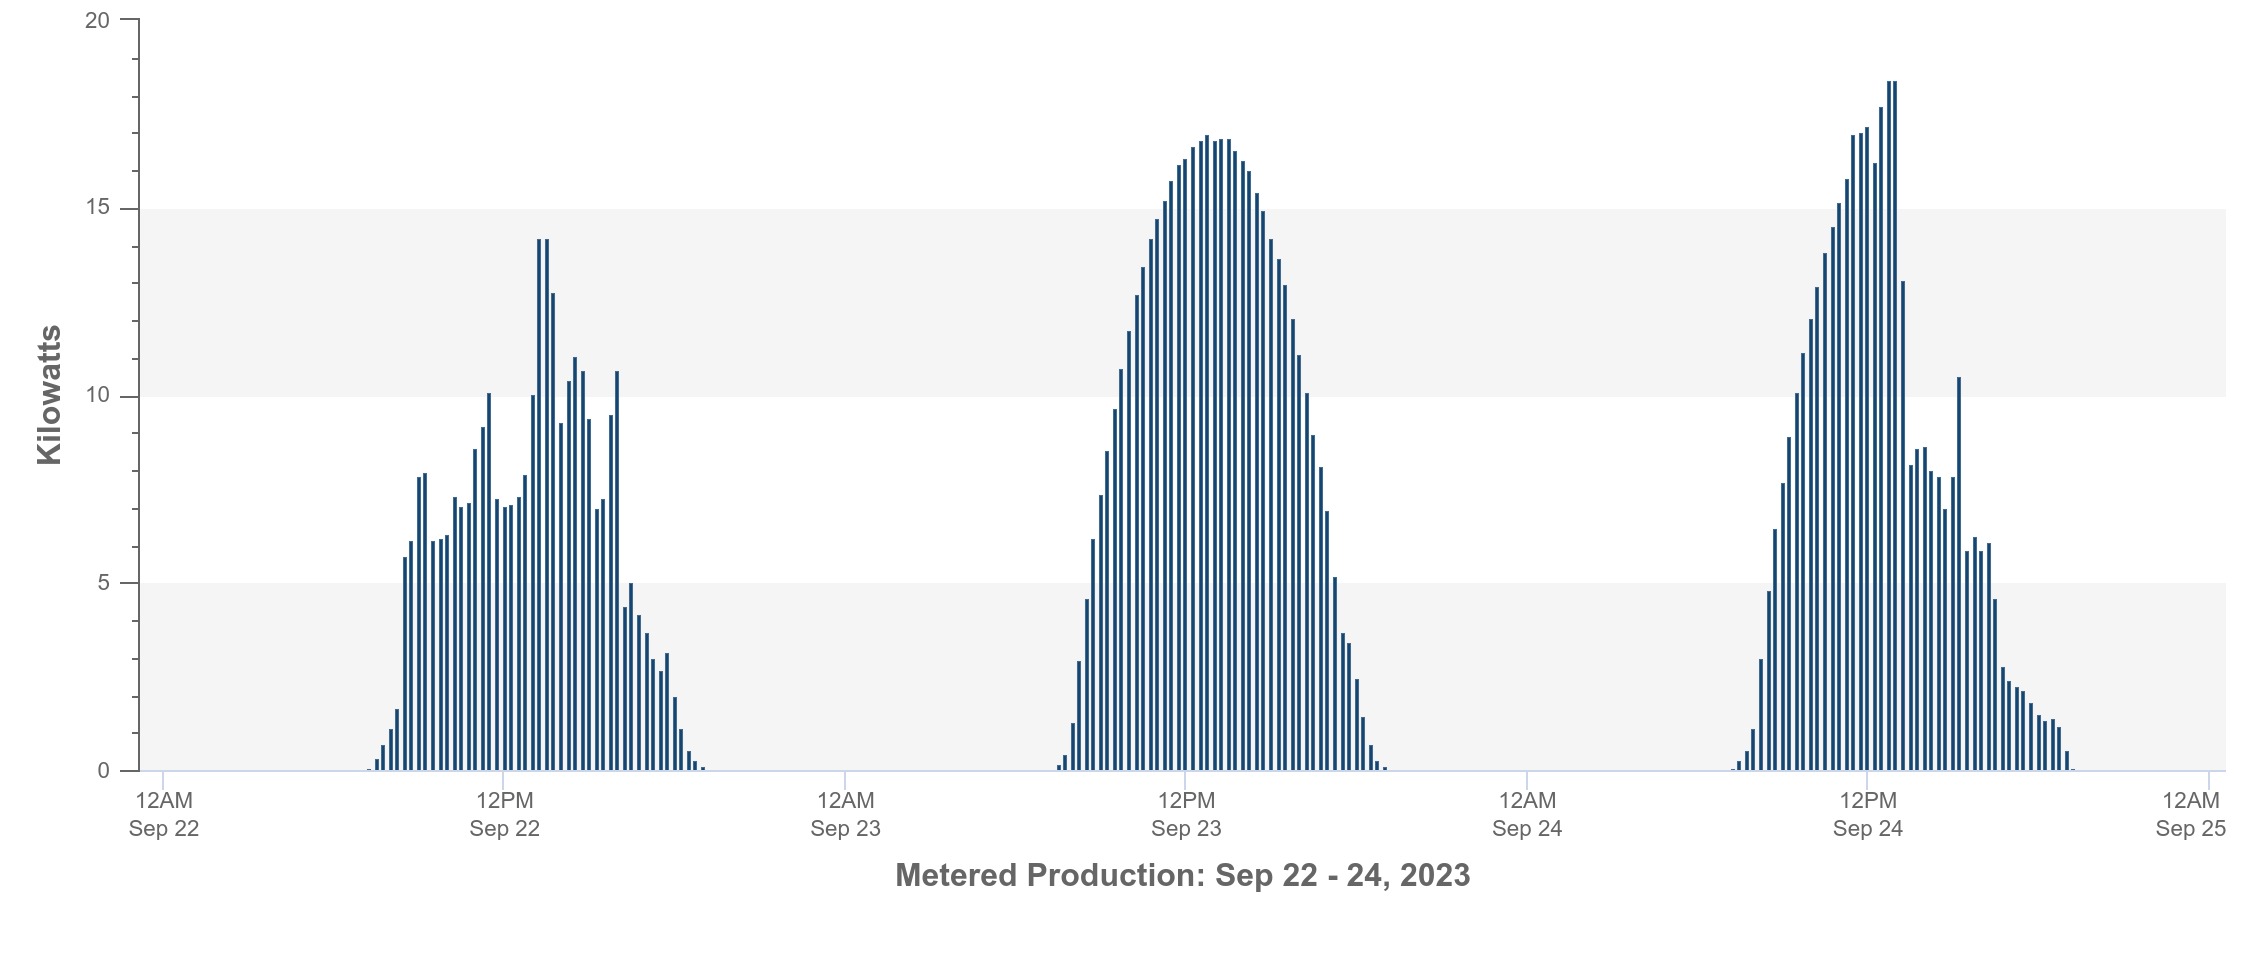 20
15
10
5
0
Kilowatts
12AM 12PM 12AM 12PM 12AM 12PM 12AM
Sep 22 Sep 22 Sep 23 Sep 23 Sep 24 Sep 24 Sep 25
Metered Production: Sep 22 - 24, 2023